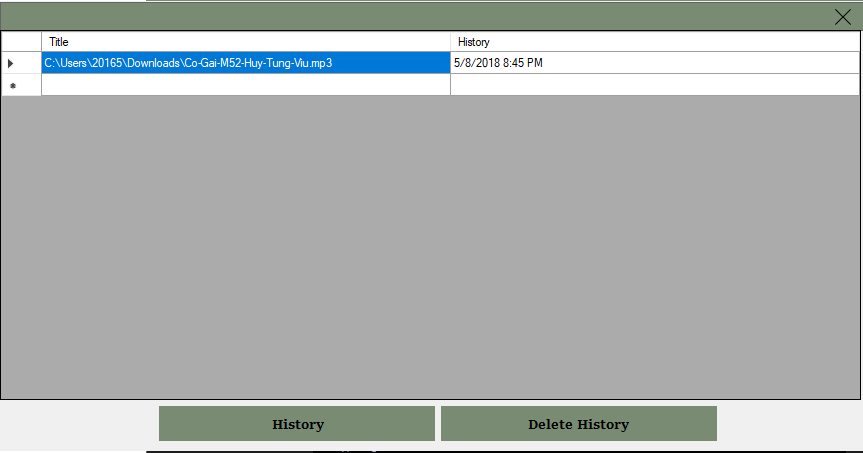 Title History
C:\Users\20165\Downloads\Co-Gai-M52-Huy-Tung-Viu.mp3 5/8/2018 8:45 PM
History Delete History